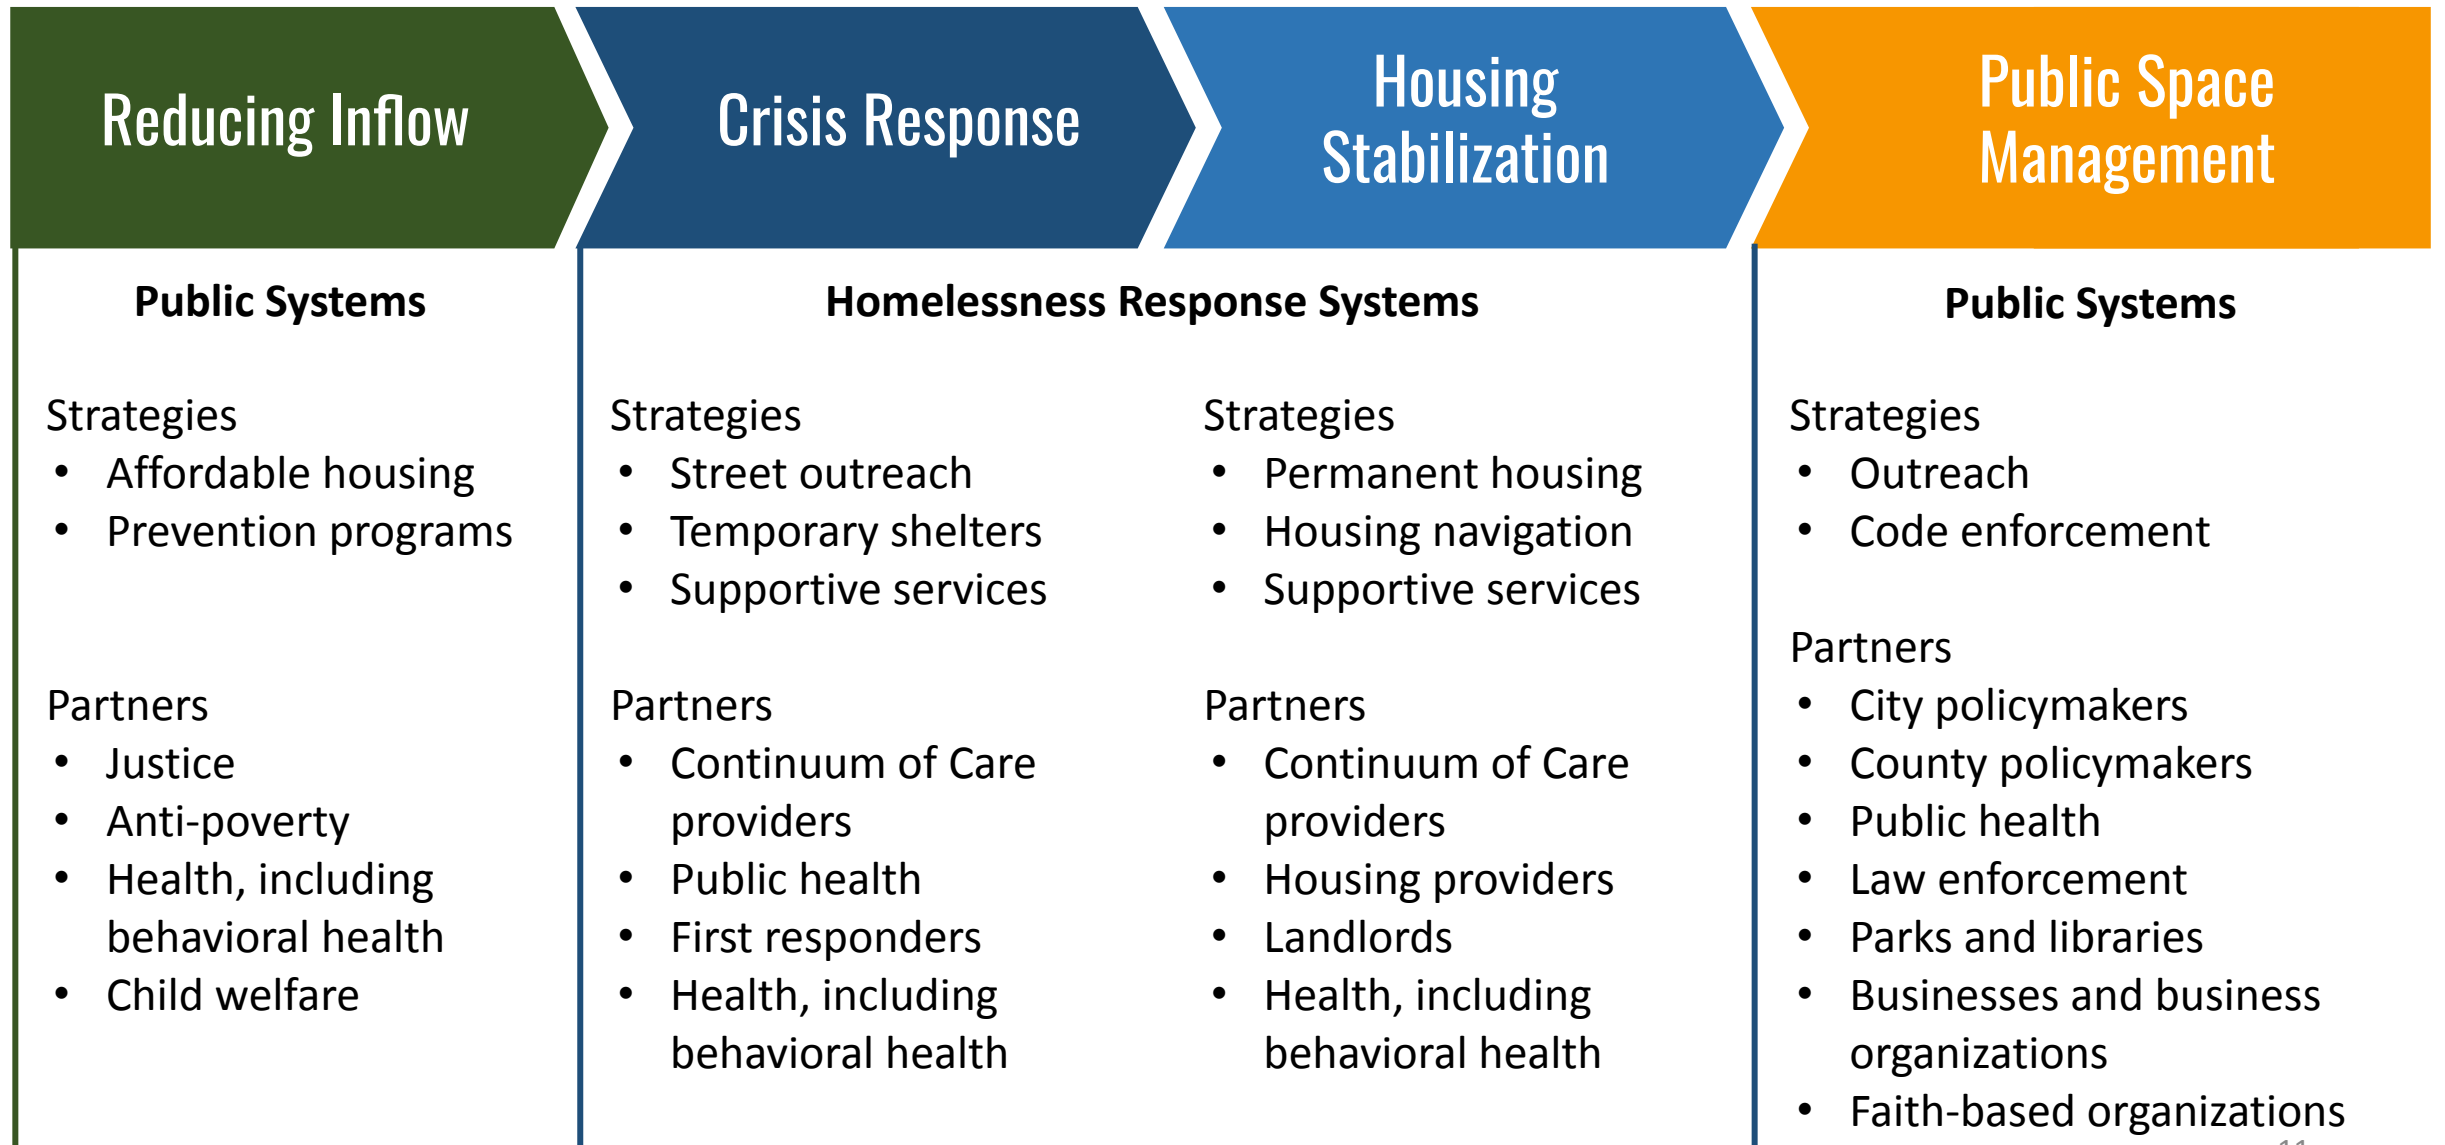 Reducing Inflow
Crisis Response
Housing
Stabilization
Public Space
Management
Public Systems
Strategies
• Affordable housing
• Prevention programs
Partners
• Justice
• Anti-poverty
• Health, including
behavioral health
• Child welfare
Homelessness Response Systems
Strategies
• Street outreach
• Temporary shelters
• Supportive services
Partners
• Continuum of Care
providers
• Public health
• First responders
• Health, including
behavioral health
Strategies
• Permanent housing
• Housing navigation
• Supportive services
Partners
• Continuum of Care
providers
• Housing providers
• Landlords
• Health, including
behavioral health
Public Systems
Strategies
• Outreach
• Code enforcement
Partners
• City policymakers
• County policymakers
• Public health
• Law enforcement
• Parks and libraries
• Businesses and business
organizations
• Faith-based organizations
11